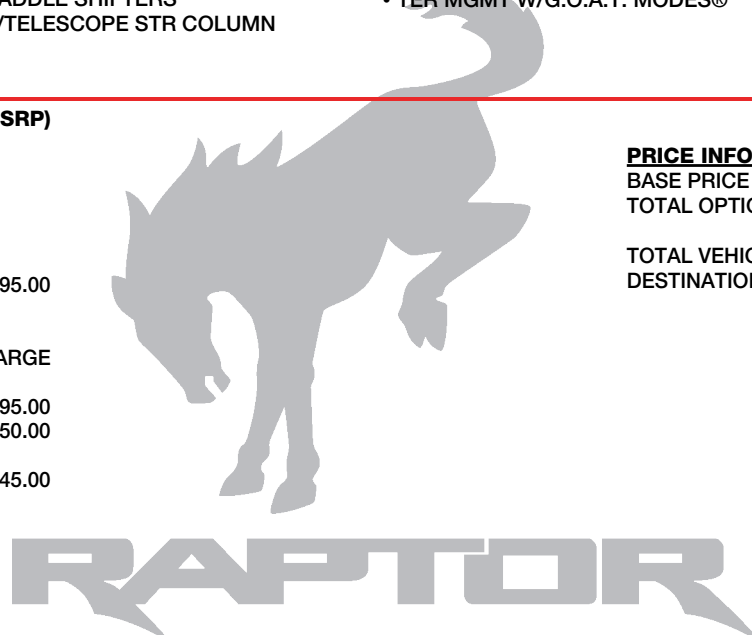 ADDLE SHIFTERS
/TELESCOPE STR COLUMN
• TER MGMT W/G.O.A.T. MODES®
SRP)
95.00
ARGE
95.00
50.00
45.00
PRICE INFO
BASE PRICE
TOTAL OPTIO
TOTAL VEHIC
DESTINATION
RAPTOR